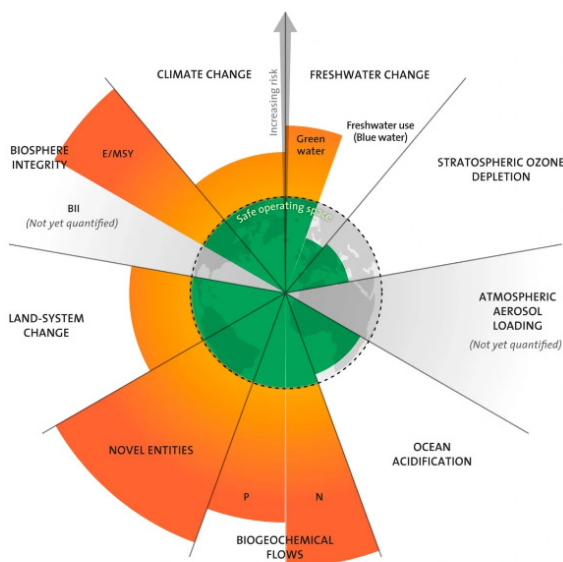 CLIMATE CHANGE
FRESHWATER CHANGE
Increasing risk
Freshwater use
(Blue water)
Green
water
BIOSPHERE
INTEGRITY
E/MSY
STRATOSPHERIC OZONE
DEPLETION
BII
(Not yet quantified)
Safe operating space
LAND-SYSTEM
CHANGE
ATMOSPHERIC
AEROSOL
LOADING
(Not yet quantified)
NOVEL ENTITIES
OCEAN
ACIDIFICATION
P
N
BIOGEOCHEMICAL
FLOWS